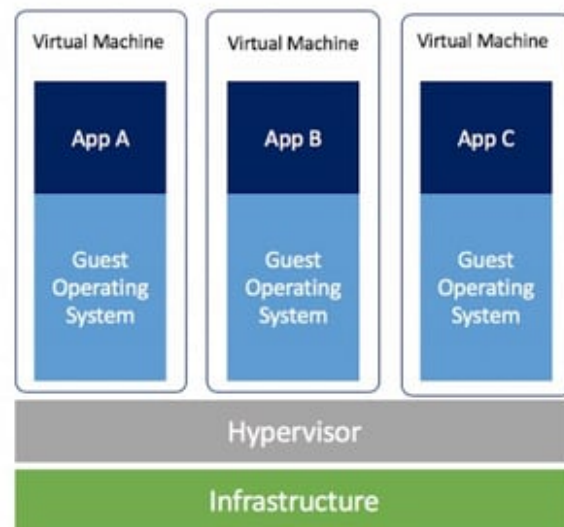 Virtual Machine
App A
Guest
Operating
System
Virtual Machine
App B
Guest
Operating
System
Virtual Machine
App C
Guest
Operating
System
Hypervisor
Infrastructure